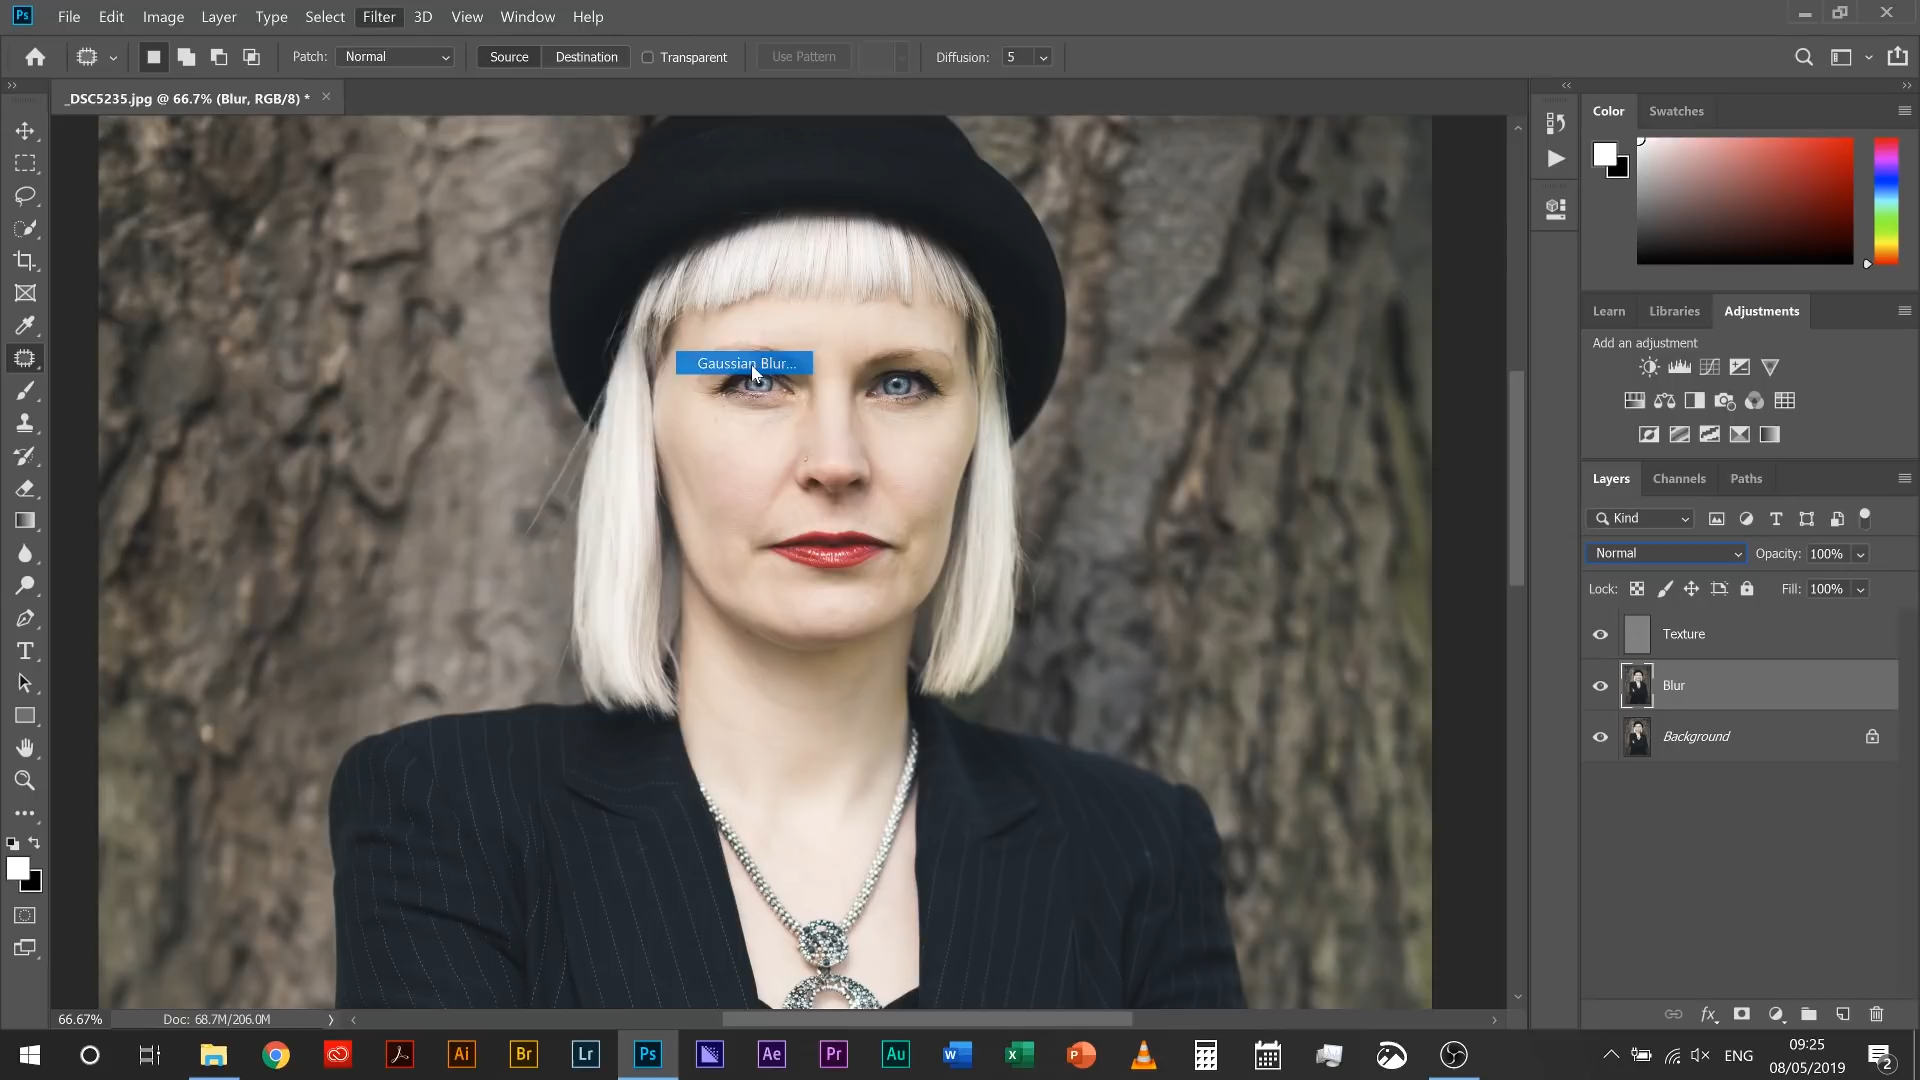 Ps File Edit Image Layer Type Select Filter 3D View Window Help
Patch: Normal Source Destination Transparent Use Pattern Diffusion: 5
_DSC5235.jpg @ 66.7% (Blur, RGB/8) *
Color Swatches
Learn Libraries Adjustments
Add an adjustment
Gaussian Blur...
Layers Channels Paths
Kind
Normal Opacity: 100%
Lock: Fill: 100%
Texture
Blur
Background
66.67% Doc: 68.7M/206.0M
Ai Br Lr Ps Ae Pr Au W X P ENG 09:25
08/05/2019 2